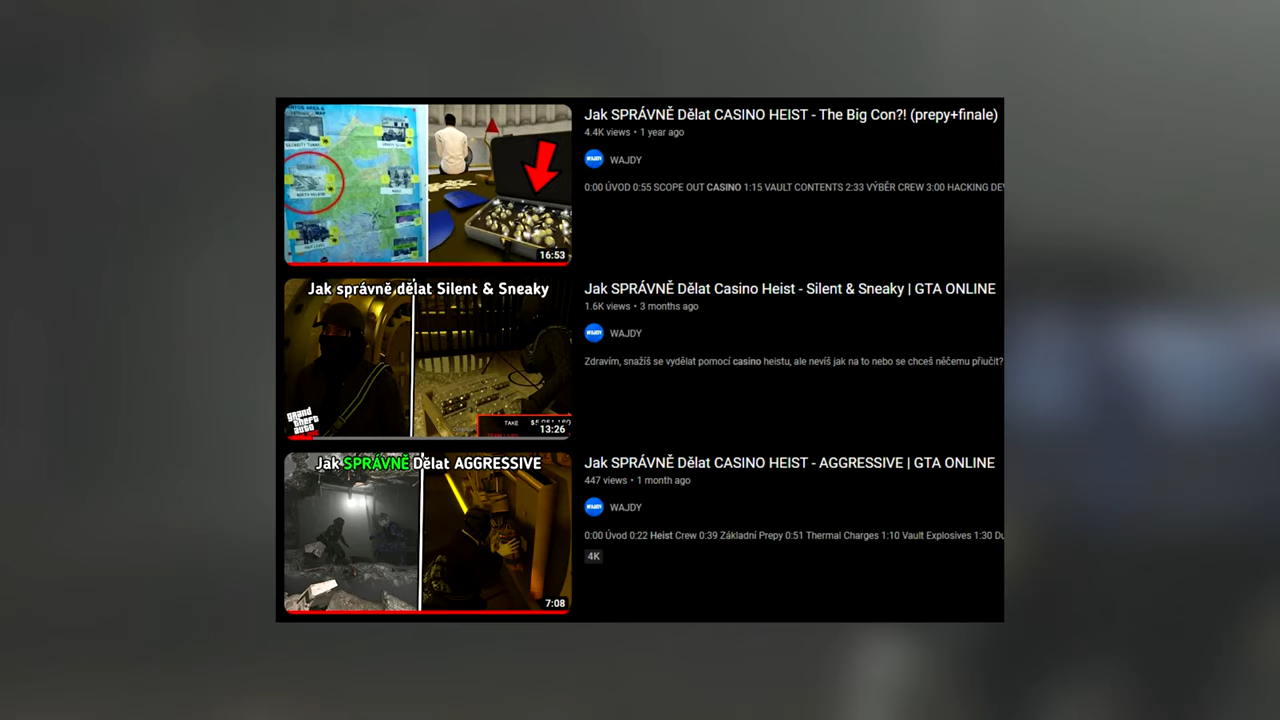 Jak SPRÁVNĚ Dělat CASINO HEIST - The Big Con?! (prepy+finale)
4.4K views • 1 year ago
WAJDY
0:00 ÚVOD 0:55 SCOPE OUT CASINO 1:15 VAULT CONTENTS 2:33 VÝBĚR CREW 3:00 HACKING DEV
16:53
Jak správně dělat Silent & Sneaky
grand
theft
auto
TAKE
13:26
Jak SPRÁVNĚ Dělat Casino Heist - Silent & Sneaky | GTA ONLINE
1.6K views • 3 months ago
WAJDY
Zdravím, snažíš se vydělat pomocí casino heistu, ale nevíš jak na to nebo se chceš něčemu přiučit?
Jak SPRÁVNĚ Dělat AGGRESSIVE
7:08
Jak SPRÁVNĚ Dělat CASINO HEIST - AGGRESSIVE | GTA ONLINE
447 views • 1 month ago
WAJDY
0:00 Úvod 0:22 Heist Crew 0:39 Základní Prepy 0:51 Thermal Charges 1:10 Vault Explosives 1:30 Du
4K